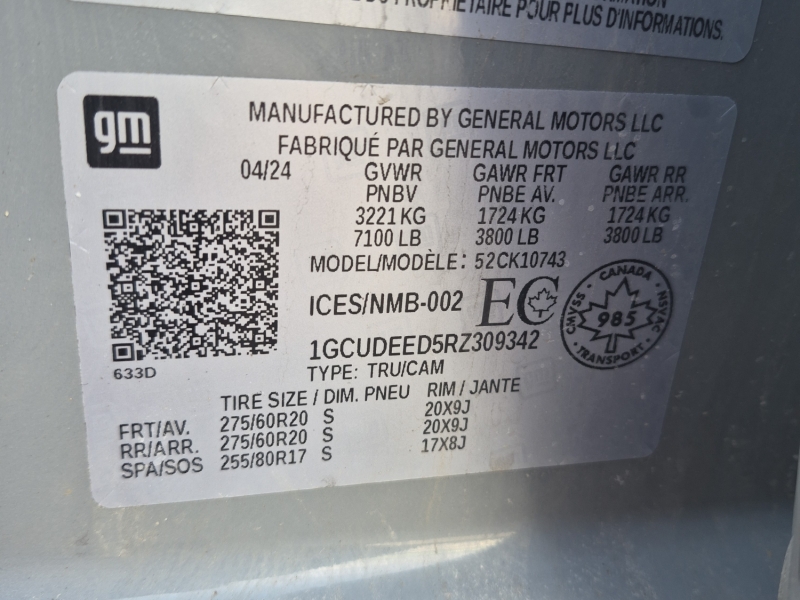 PROPRIÉTAIRE POUR PLUS D'INFORMATIONS.
gm
MANUFACTURED BY GENERAL MOTORS LLC
FABRIQUÉ PAR GENERAL MOTORS LLC
04/24 GVWR GAWR FRT GAWR RR
PNBV PNBE AV. PNBE ARR.
3221 KG 1724 KG 1724 KG
7100 LB 3800 LB 3800 LB
MODEL/MODÈLE: 52CK10743
ICES/NMB-002 EC
CANADA
CMVSS 985 NSVAC
TRANSPORT
1GCUDEED5RZ309342
633D
TYPE: TRU/CAM
TIRE SIZE / DIM. PNEU RIM / JANTE
FRT/AV. 275/60R20 S 20X9J
RR/ARR. 275/60R20 S 20X9J
SPA/SOS 255/80R17 S 17X8J